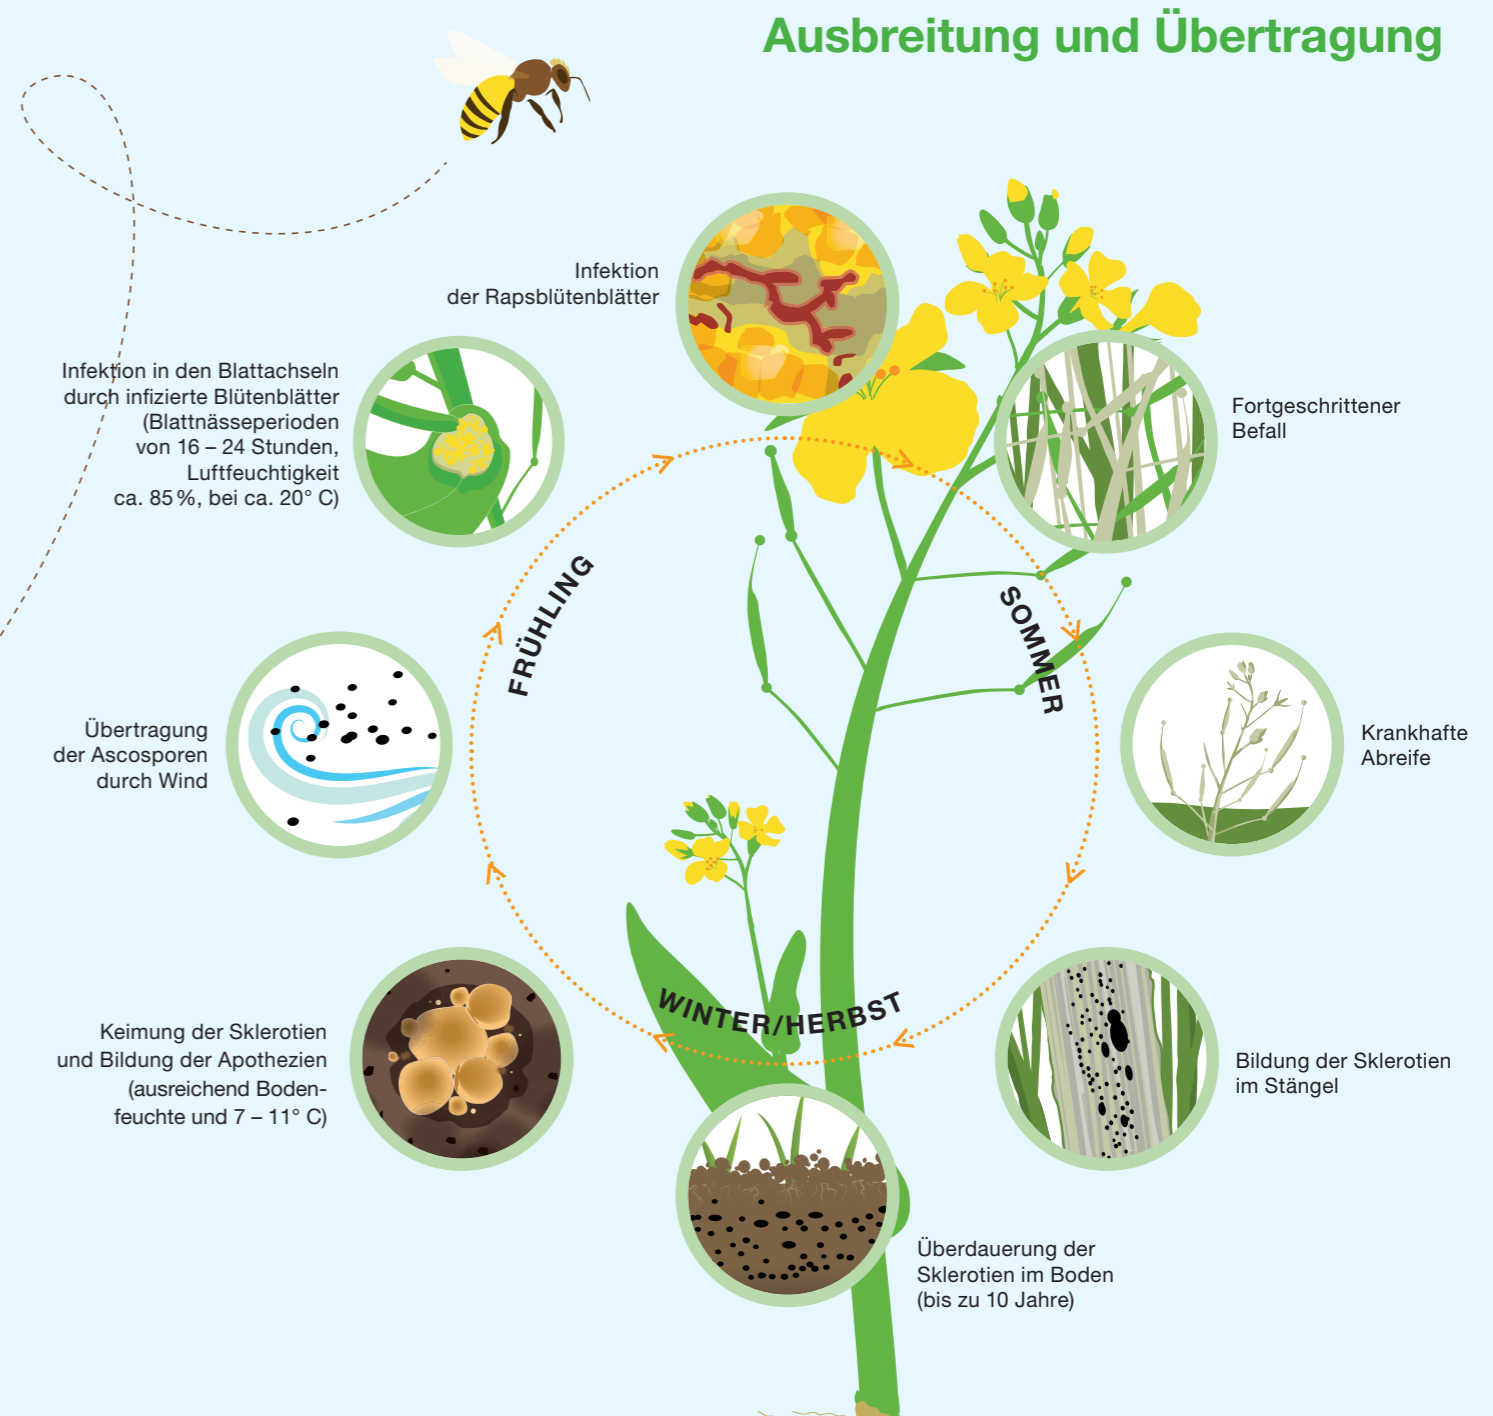 Ausbreitung und Übertragung
Infektion
der Rapsblütenblätter
Infektion in den Blattachseln
durch infizierte Blütenblätter
(Blattnässeperioden
von 16 – 24 Stunden,
Luftfeuchtigkeit
ca. 85 %, bei ca. 20° C)
Fortgeschrittener
Befall
FRÜHLING
SOMMER
Übertragung
der Ascosporen
durch Wind
Krankhafte
Abreife
WINTER/HERBST
Keimung der Sklerotien
und Bildung der Apothezien
(ausreichend Boden-
feuchte und 7 – 11° C)
Bildung der Sklerotien
im Stängel
Überdauerung der
Sklerotien im Boden
(bis zu 10 Jahre)